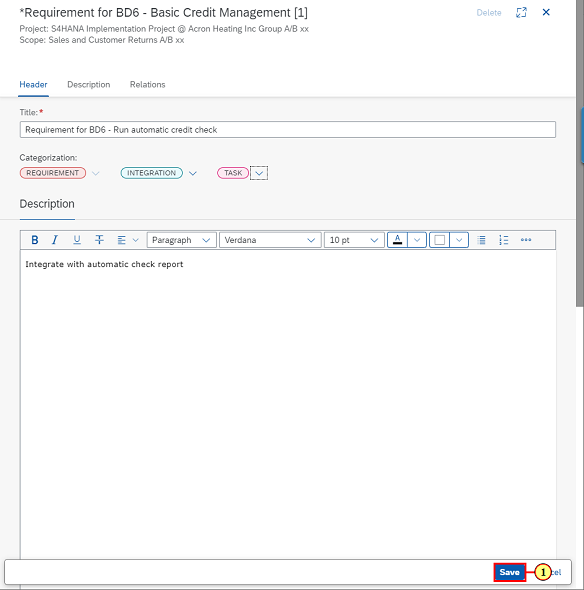 *Requirement for BD6 - Basic Credit Management [1]
Delete
Project: S4HANA Implementation Project @ Acron Heating Inc Group A/B xx
Scope: Sales and Customer Returns A/B xx
Header Description Relations
Title: *
Requirement for BD6 - Run automatic credit check
Categorization:
REQUIREMENT INTEGRATION TASK
Description
B I U T Paragraph Verdana 10 pt A
Integrate with automatic check report
Save 1 cel